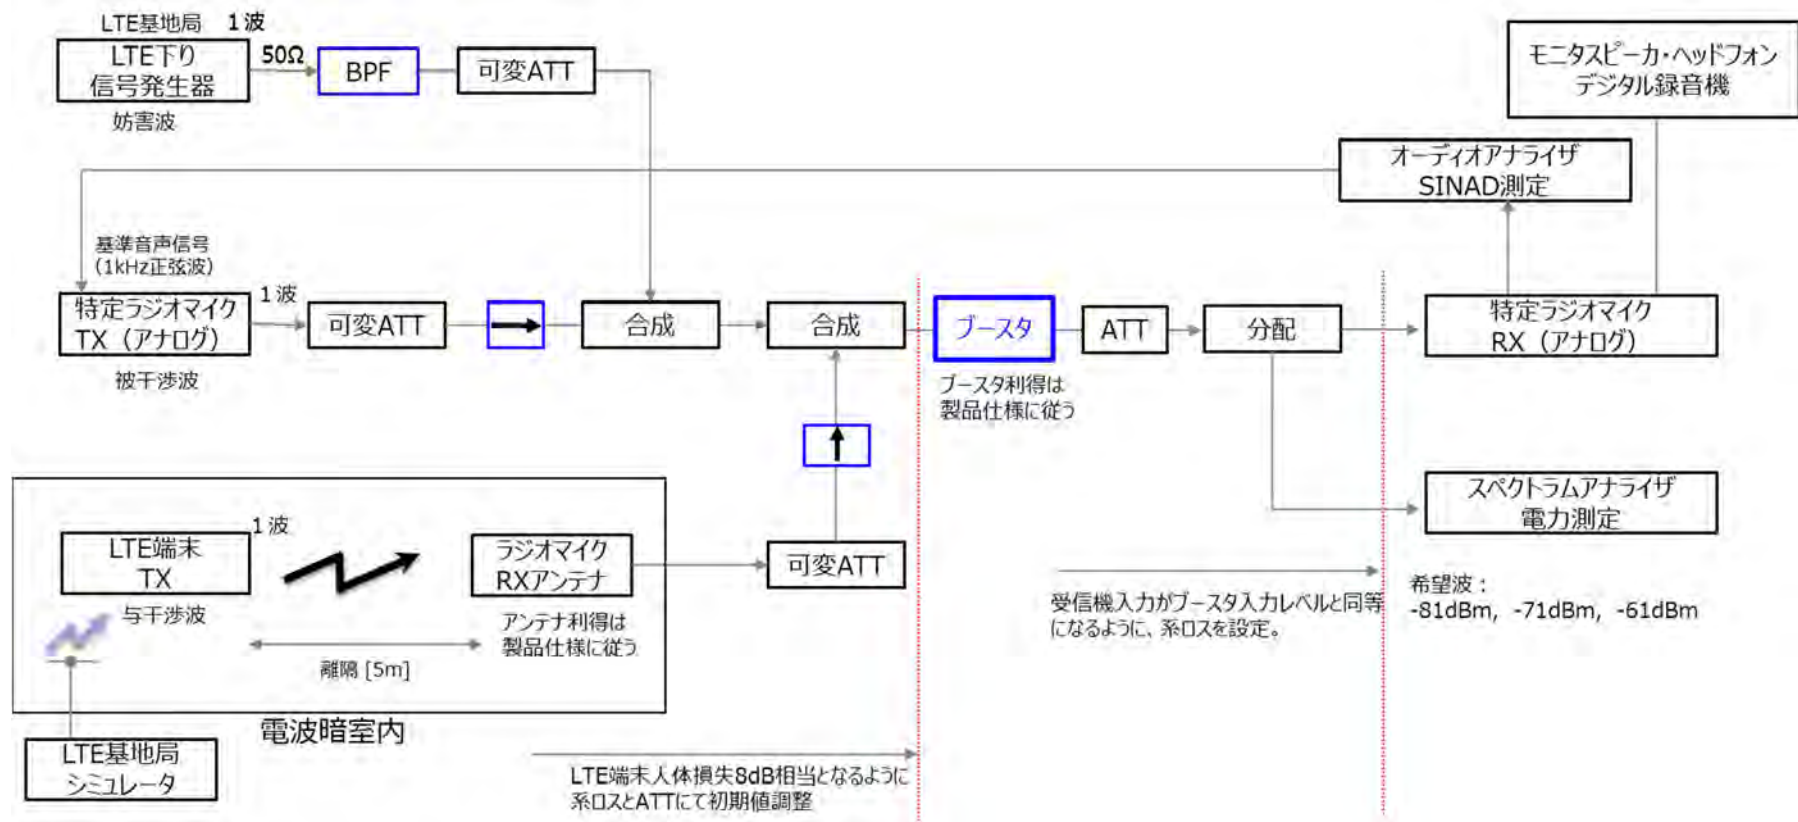 LTE基地局 1波
LTE下り
信号発生器
妨害波
50Ω
BPF
可変ATT
モニタスピーカ・ヘッドフォン
デジタル録音機
オーディオアナライザ
SINAD測定
基準音声信号
(1kHz正弦波)
特定ラジオマイク
TX(アナログ)
被干渉波
1波
可変ATT
合成
合成
ブースタ
ブースタ利得は
製品仕様に従う
ATT
分配
特定ラジオマイク
RX(アナログ)
スペクトラムアナライザ
電力測定
希望波:
-81dBm, -71dBm, -61dBm
受信機入力がブースタ入力レベルと同等
になるように、系ロスを設定。
LTE端末
TX
1波
与干渉波
ラジオマイク
RXアンテナ
アンテナ利得は
製品仕様に従う
離隔 [5m]
可変ATT
電波暗室内
LTE基地局
シミュレータ
LTE端末人体損失8dB相当となるように
系ロスとATTにて初期値調整